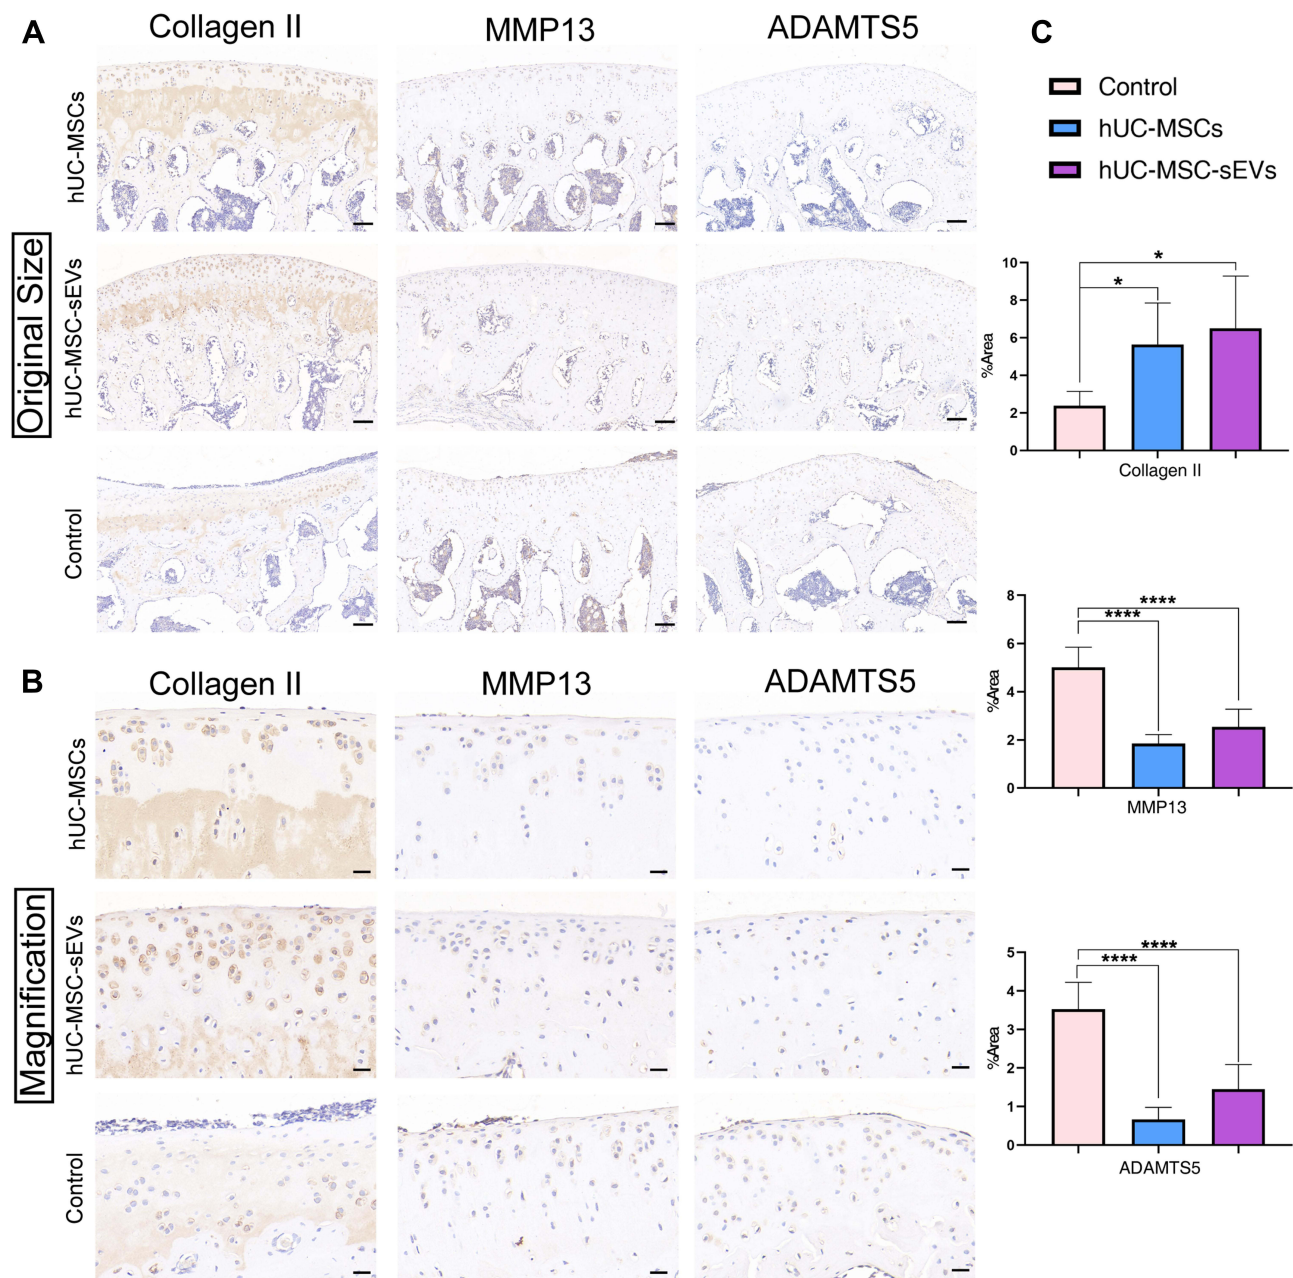 A
Collagen II
MMP13
ADAMTS5
Original Size
hUC-MSCs
hUC-MSC-sEVs
Control
B
Collagen II
MMP13
ADAMTS5
Magnification
hUC-MSCs
hUC-MSC-sEVs
Control
C
Control
hUC-MSCs
hUC-MSC-sEVs
10
8
6
4
2
0
%Area
*
*
Collagen II
8
6
4
2
0
%Area
****
****
MMP13
5
4
3
2
1
0
%Area
****
****
ADAMTS5